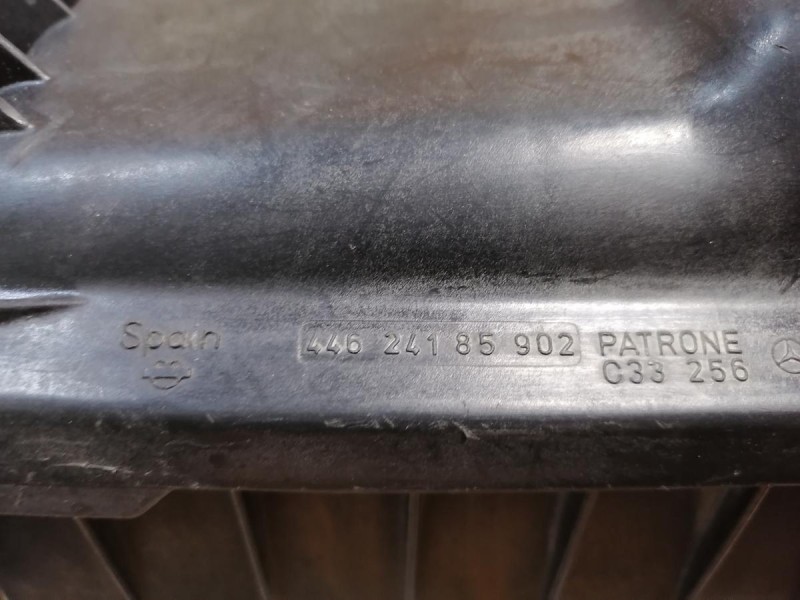 Spain
446 241 85 902
PATRONE
C33 256